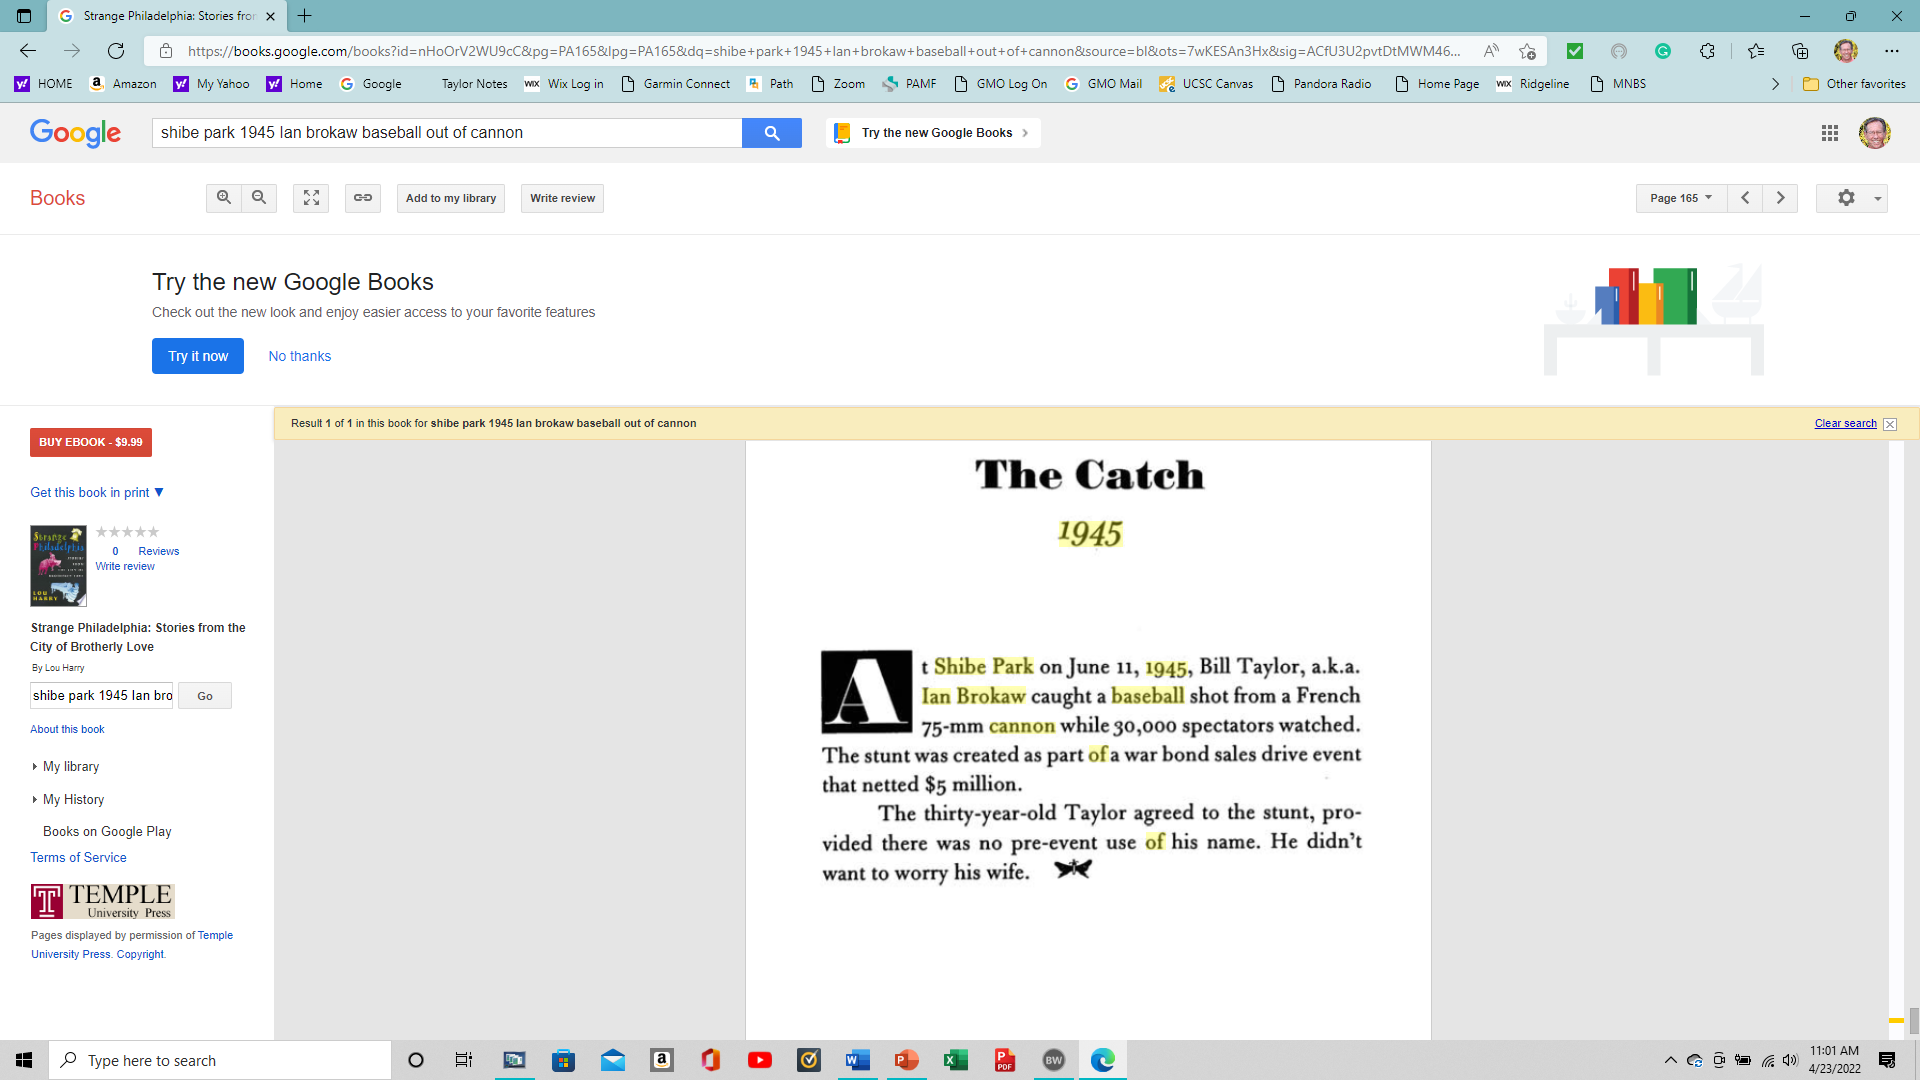 Strange Philadelphia: Stories fron
https://books.google.com/books?id=nHoOrV2WU9cC&pg=PA165&lpg=PA165&dq=shibe+park+1945+Ian+brokaw+baseball+out+of+cannon&source=bl&ots=7wKESAn3Hx&sig=ACfU3U2pvtDtMWM46...
HOME Amazon My Yahoo Home Google Taylor Notes Wix Log in Garmin Connect Path Zoom PAMF GMO Log On GMO Mail UCSC Canvas Pandora Radio Home Page Ridgeline MNBS Other favorites
Google shibe park 1945 Ian brokaw baseball out of cannon Try the new Google Books
Books Add to my library Write review Page 165
Try the new Google Books
Check out the new look and enjoy easier access to your favorite features
Try it now No thanks
Result 1 of 1 in this book for shibe park 1945 Ian brokaw baseball out of cannon Clear search
BUY EBOOK - $9.99
Get this book in print ▼
0 Reviews
Write review
Strange
Philadelphia
LOU
HARRY
Strange Philadelphia: Stories from the
City of Brotherly Love
By Lou Harry
shibe park 1945 Ian bro Go
About this book
My library
My History
Books on Google Play
Terms of Service
TEMPLE
University Press
Pages displayed by permission of Temple
University Press. Copyright.
The Catch
1945
At Shibe Park on June 11, 1945, Bill Taylor, a.k.a.
Ian Brokaw caught a baseball shot from a French
75-mm cannon while 30,000 spectators watched.
The stunt was created as part of a war bond sales drive event
that netted $5 million.
The thirty-year-old Taylor agreed to the stunt, pro-
vided there was no pre-event use of his name. He didn't
want to worry his wife.
Type here to search
11:01 AM
4/23/2022